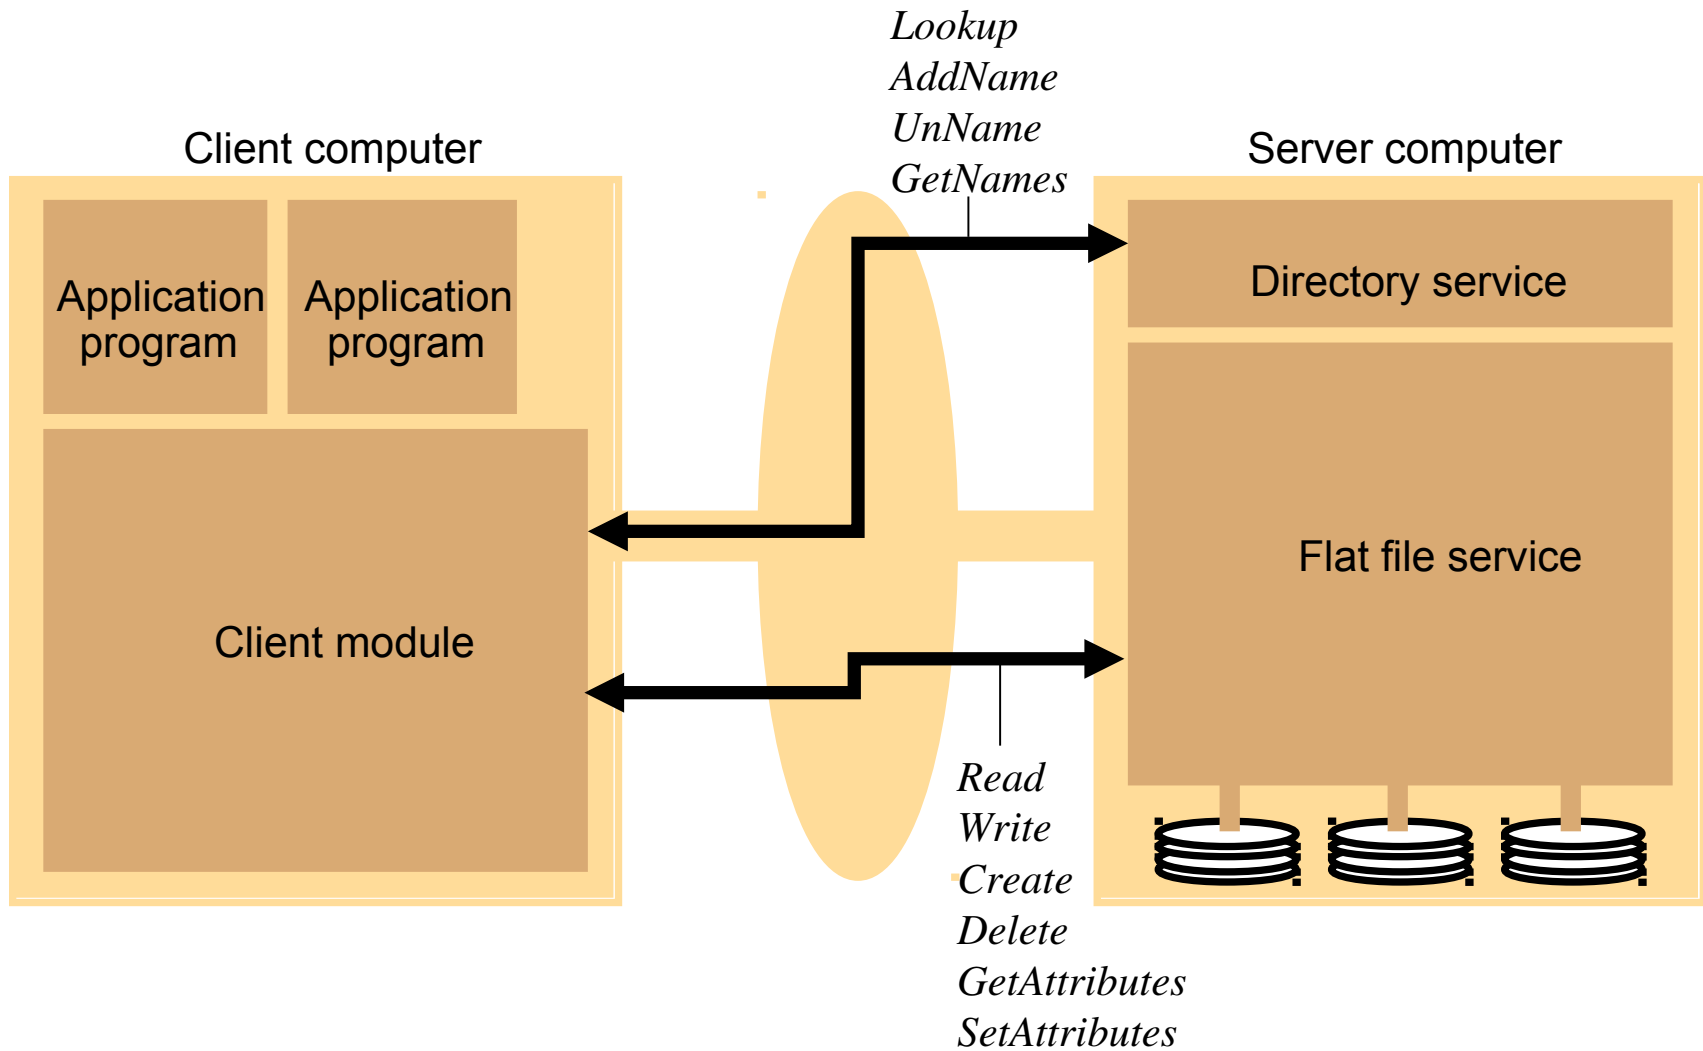 Lookup
AddName
UnName
GetNames
Client computer
Server computer
Application
program
Application
program
Directory service
Flat file service
Client module
Read
Write
Create
Delete
GetAttributes
SetAttributes